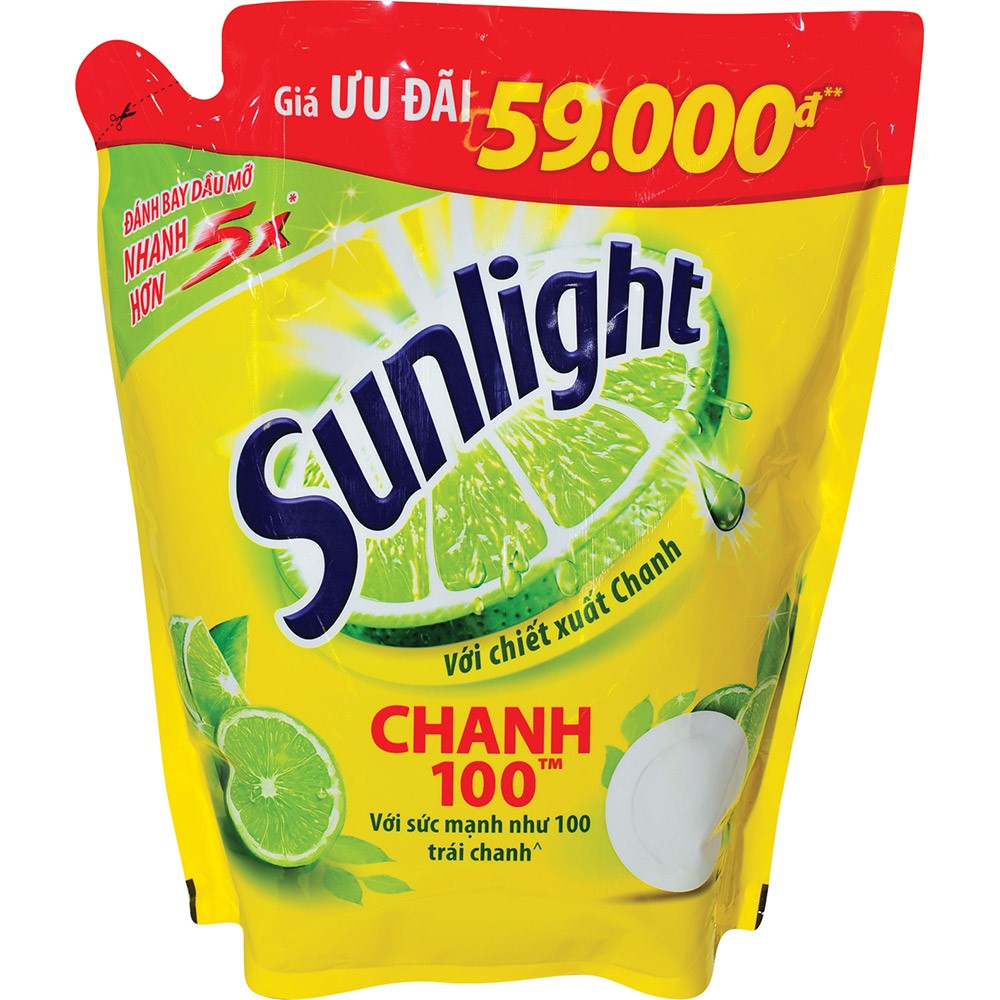 Giá ƯU ĐÃI 59.000đ**
ĐÁNH BAY DẦU MỠ
NHANH 5x*
HƠN
Sunlight
Với chiết xuất Chanh
CHANH
100™
Với sức mạnh như 100
trái chanh^